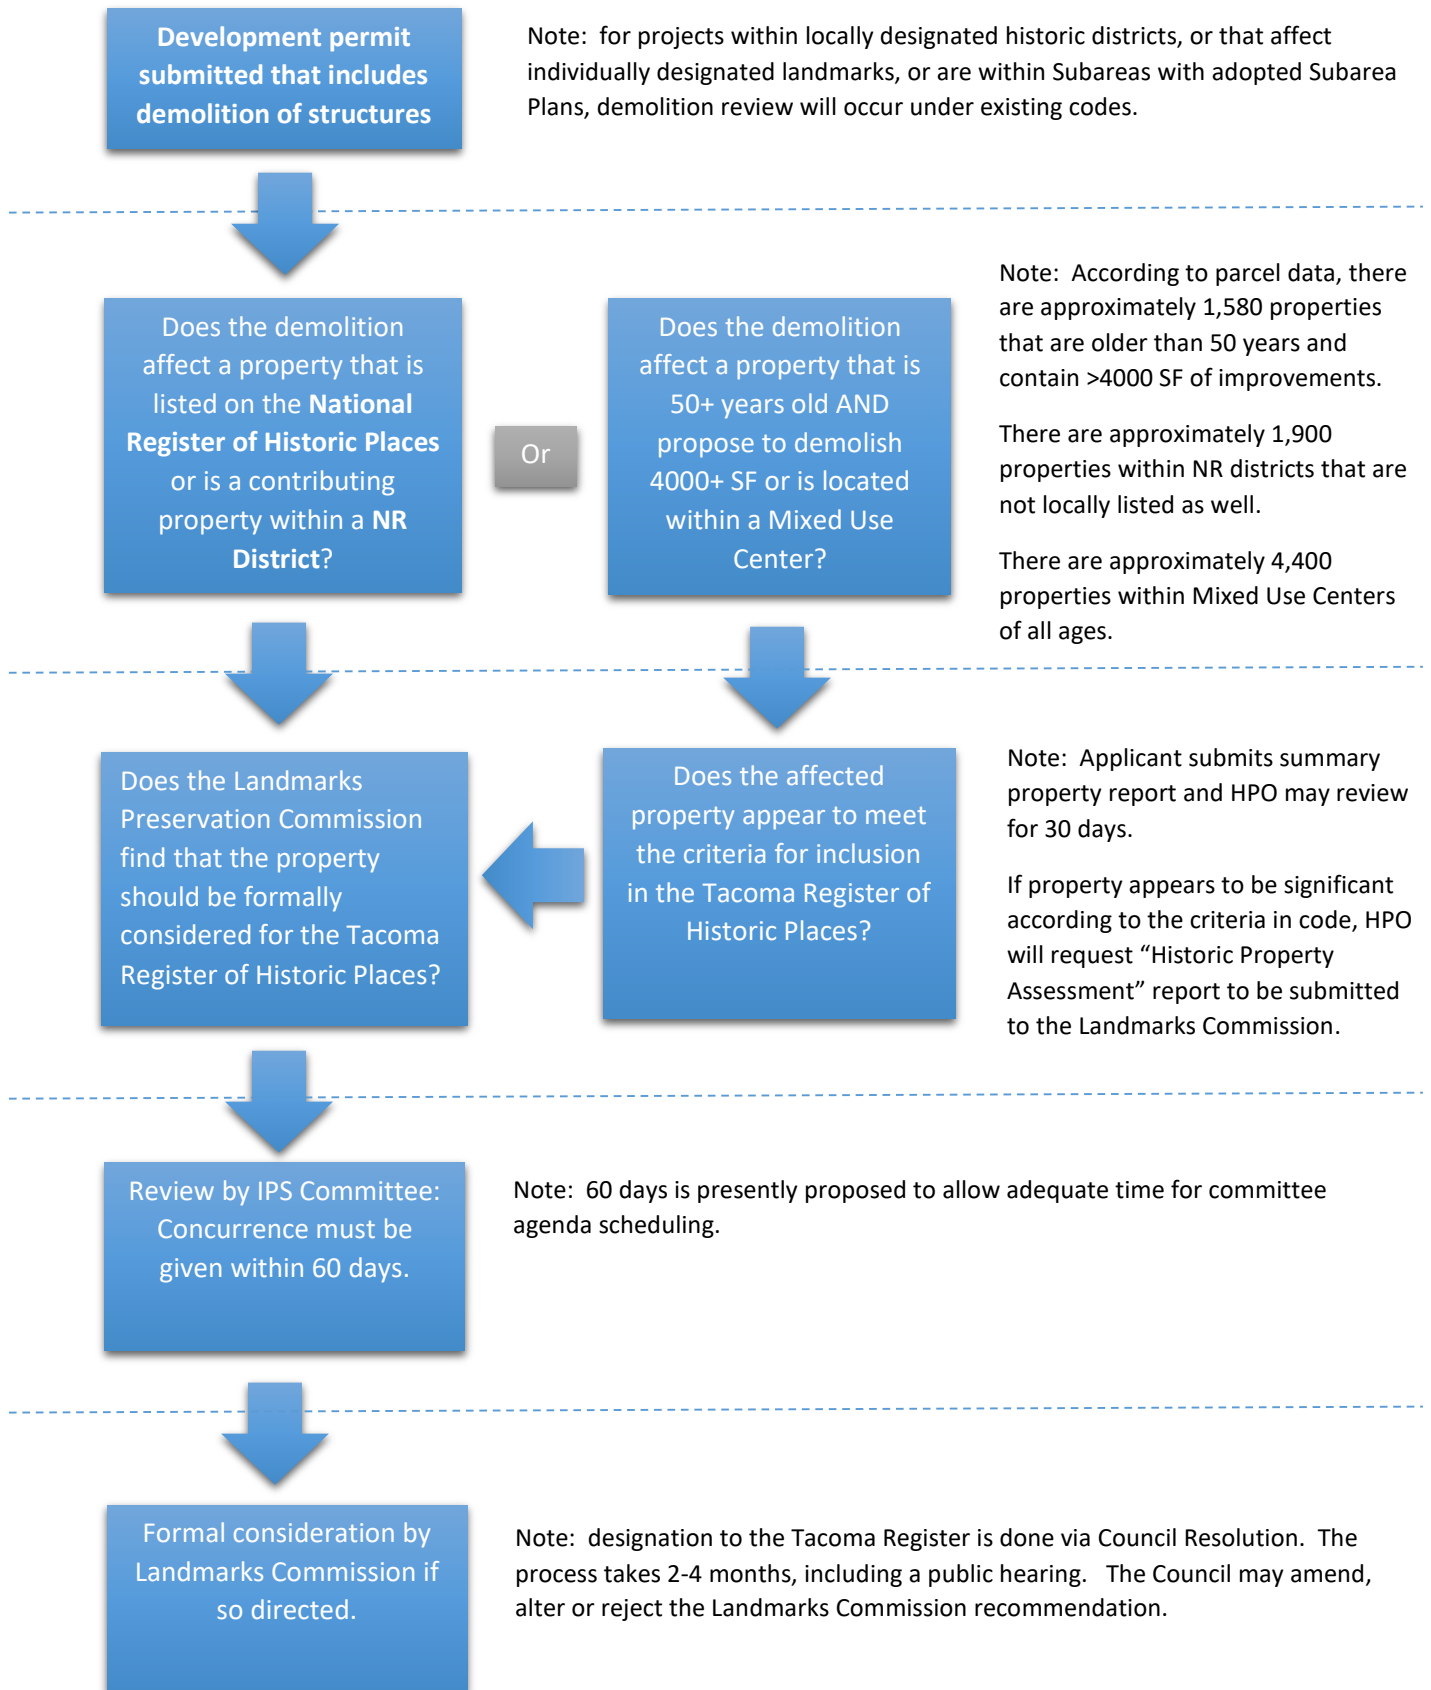 Development permit
submitted that includes
demolition of structures
Note:  for projects within locally designated historic districts, or that affect
individually designated landmarks, or are within Subareas with adopted Subarea
Plans, demolition review will occur under existing codes.
Does the demolition
affect a property that is
listed on the National
Register of Historic Places
or is a contributing
property within a NR
District?
Or
Does the demolition
affect a property that is
50+ years old AND
propose to demolish
4000+ SF or is located
within a Mixed Use
Center?
Note:  According to parcel data, there
are approximately 1,580 properties
that are older than 50 years and
contain >4000 SF of improvements.
There are approximately 1,900
properties within NR districts that are
not locally listed as well.
There are approximately 4,400
properties within Mixed Use Centers
of all ages.
Does the Landmarks
Preservation Commission
find that the property
should be formally
considered for the Tacoma
Register of Historic Places?
Does the affected
property appear to meet
the criteria for inclusion
in the Tacoma Register of
Historic Places?
Note:  Applicant submits summary
property report and HPO may review
for 30 days.
If property appears to be significant
according to the criteria in code, HPO
will request “Historic Property
Assessment” report to be submitted
to the Landmarks Commission.
Review by IPS Committee:
Concurrence must be
given within 60 days.
Note:  60 days is presently proposed to allow adequate time for committee
agenda scheduling.
Formal consideration by
Landmarks Commission if
so directed.
Note:  designation to the Tacoma Register is done via Council Resolution.  The
process takes 2-4 months, including a public hearing.   The Council may amend,
alter or reject the Landmarks Commission recommendation.